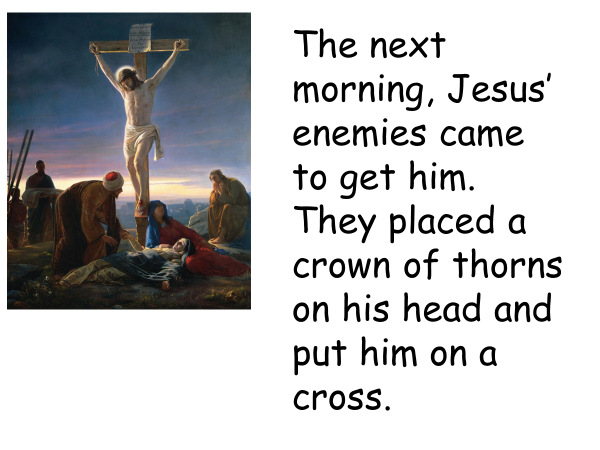 The next
morning, Jesus’
enemies came
to get him.
They placed a
crown of thorns
on his head and
put him on a
cross.